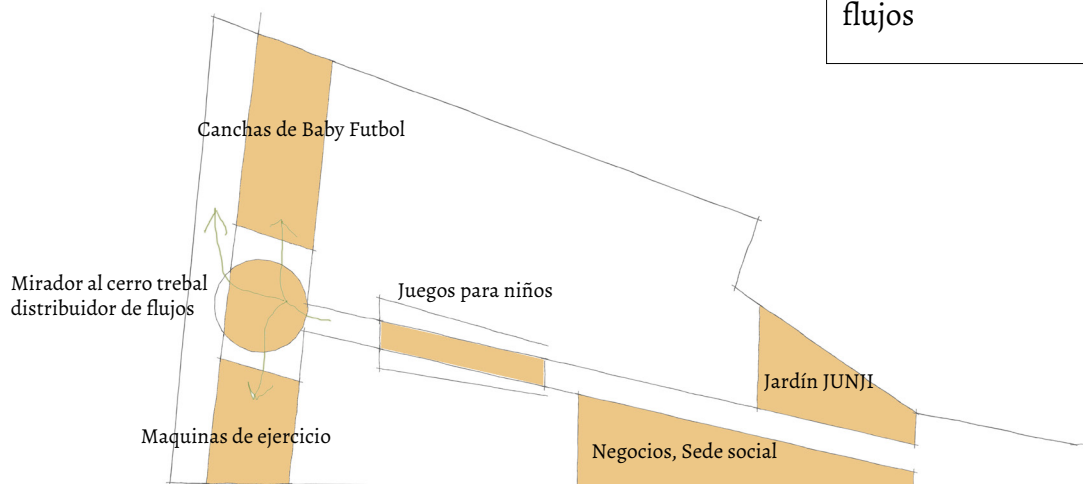 flujos
Canchas de Baby Futbol
Mirador al cerro trebal
distribuidor de flujos
Juegos para niños
Jardín JUNJI
Maquinas de ejercicio
Negocios, Sede social